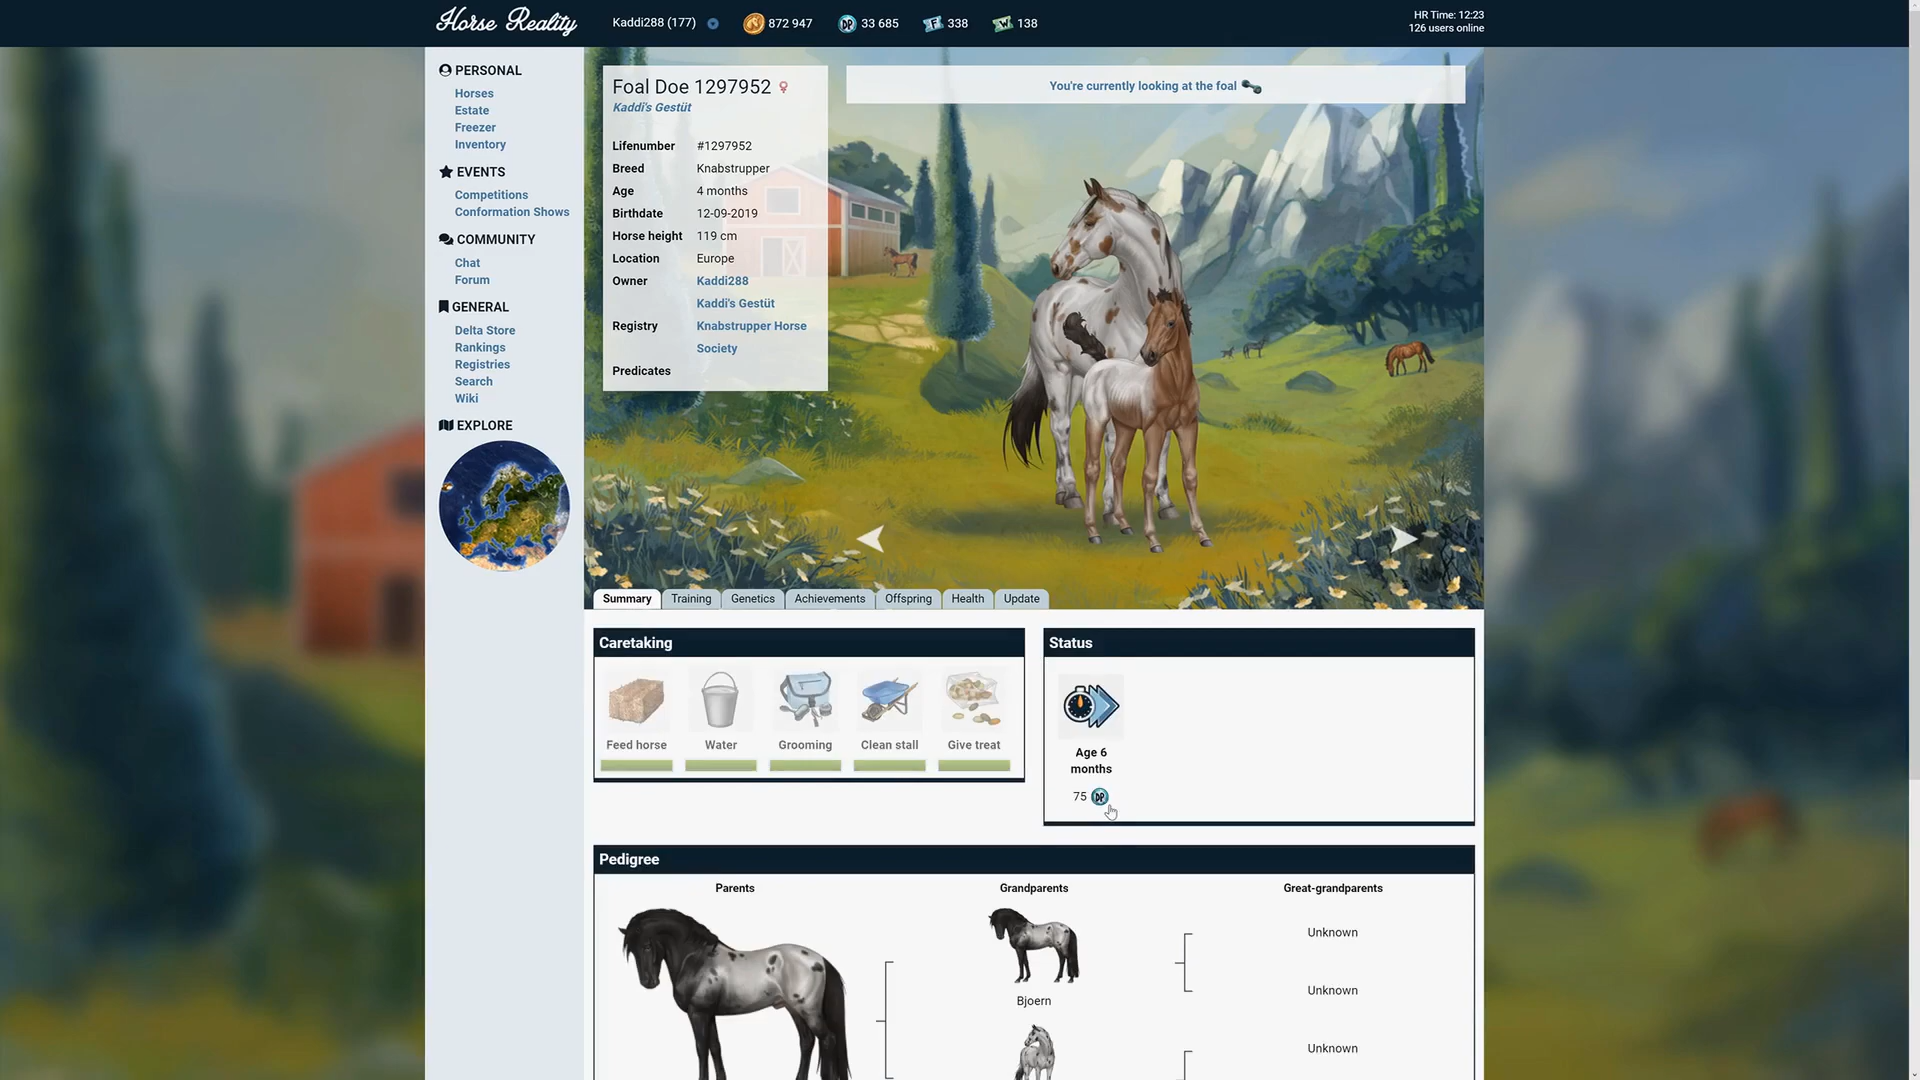 Horse Reality
Kaddi288 (177)
872 947
DP 33 685
F 338
W 138
HR Time: 12:23
126 users online
PERSONAL
Horses
Estate
Freezer
Inventory
EVENTS
Competitions
Conformation Shows
COMMUNITY
Chat
Forum
GENERAL
Delta Store
Rankings
Registries
Search
Wiki
EXPLORE
Foal Doe 1297952 ♀
Kaddi's Gestüt
Lifenumber #1297952
Breed Knabstrupper
Age 4 months
Birthdate 12-09-2019
Horse height 119 cm
Location Europe
Owner Kaddi288
Kaddi's Gestüt
Registry Knabstrupper Horse
Society
Predicates
You're currently looking at the foal
Summary Training Genetics Achievements Offspring Health Update
Caretaking
Feed horse Water Grooming Clean stall Give treat
Status
Age 6
months
75 DP
Pedigree
Parents Grandparents Great-grandparents
Unknown
Unknown
Bjoern
Unknown